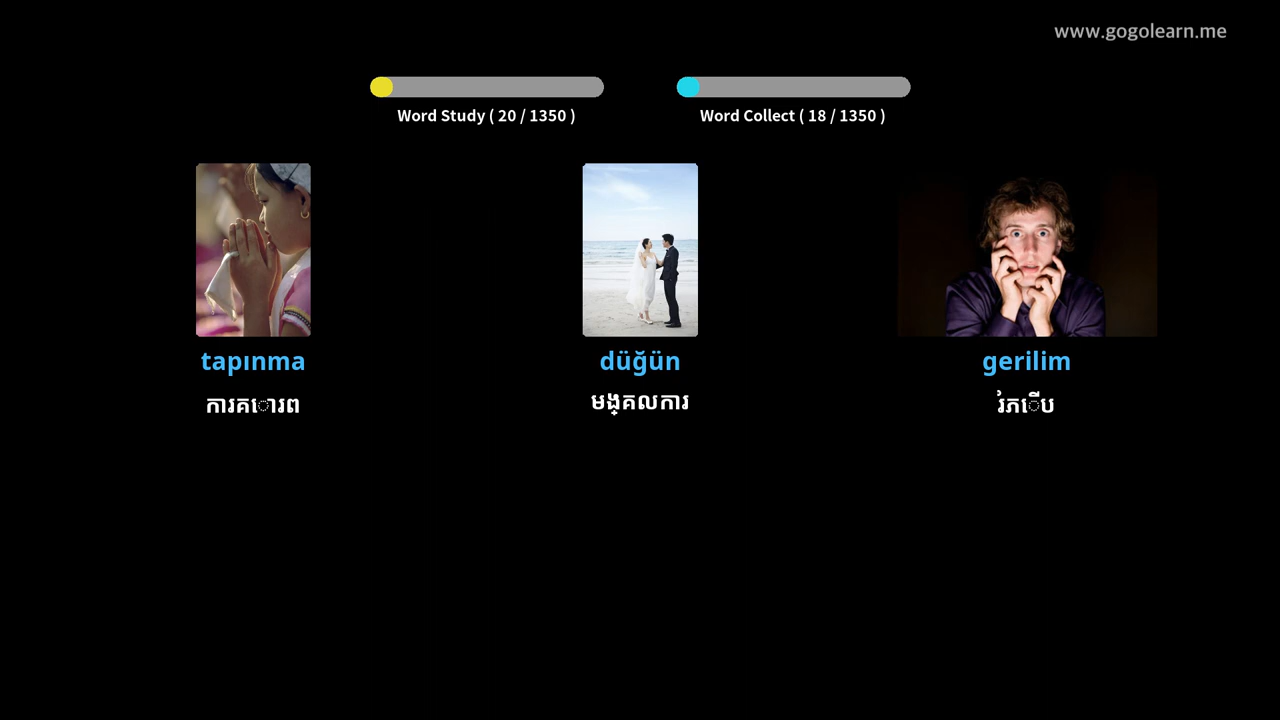 www.gogolearn.me
Word Study ( 20 / 1350 )
Word Collect ( 18 / 1350 )
tapınma
düğün
gerilim
ការគោរព
មង្គលការ
រំភើប